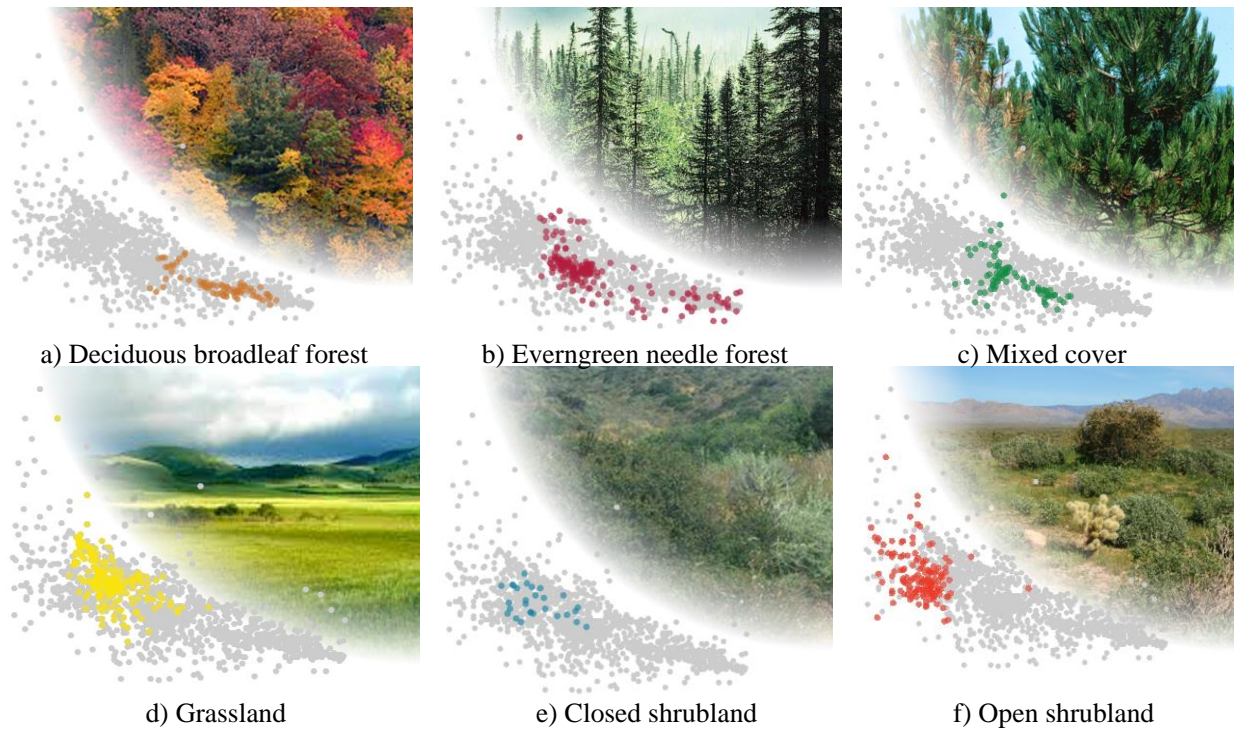 a) Deciduous broadleaf forest
b) Everngreen needle forest
c) Mixed cover
d) Grassland
e) Closed shrubland
f) Open shrubland